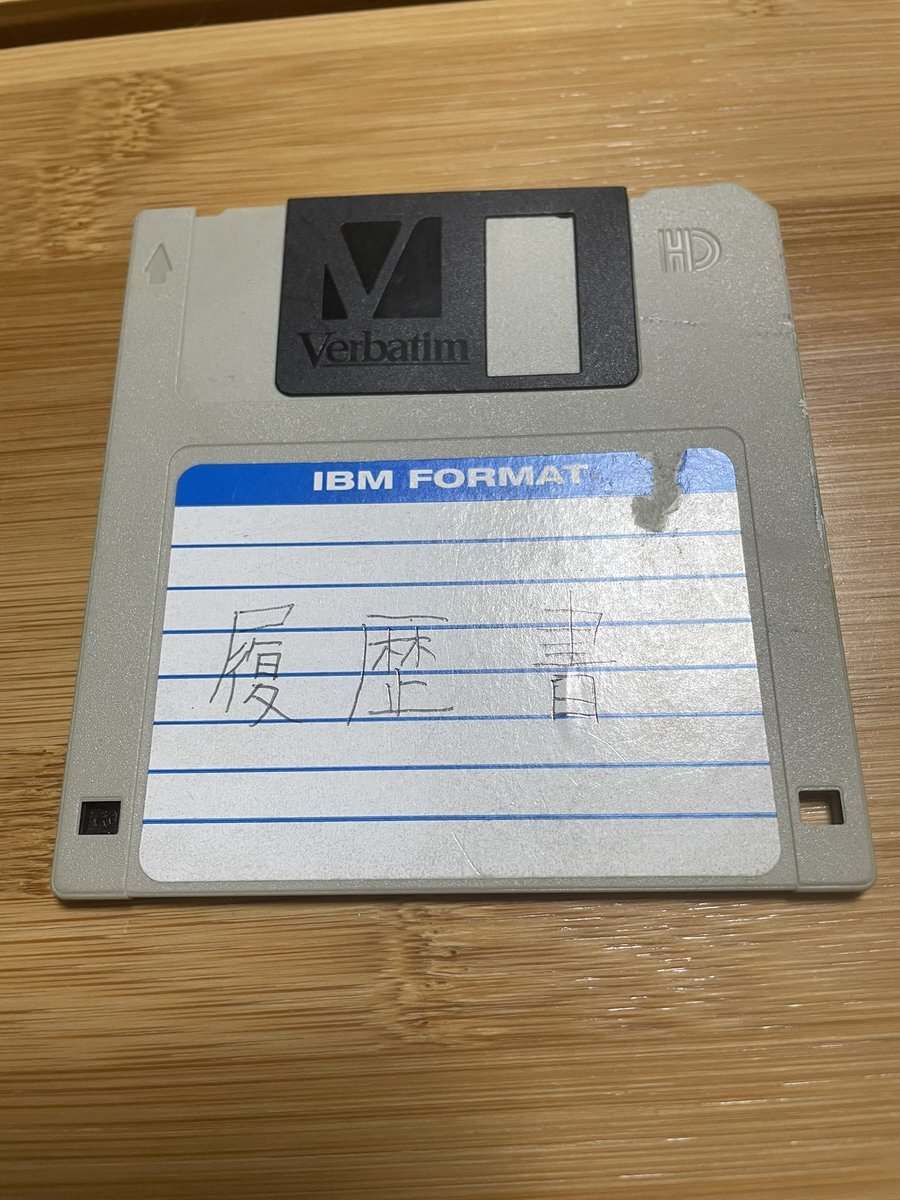 HD
Verbatim
IBM FORMAT
履歴書